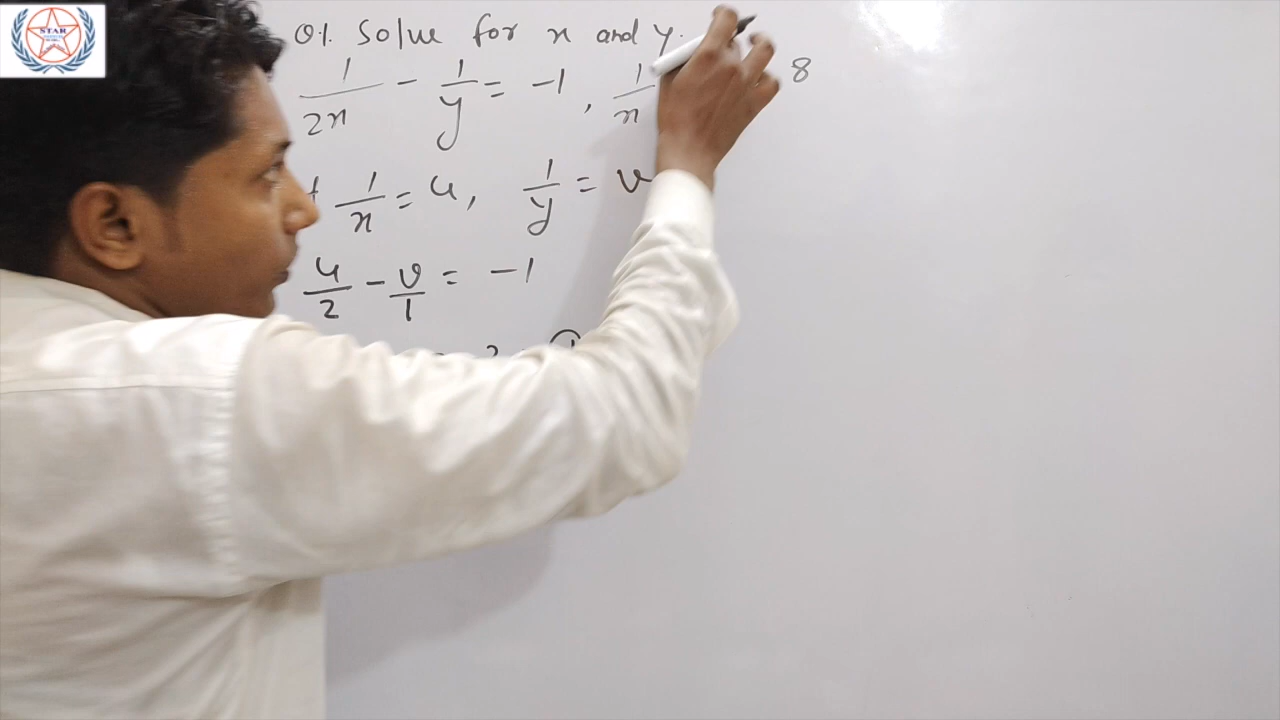 STAR
Q1. Solve for x and y.
1/2x - 1/y = -1, 1/x 8
1/x = u, 1/y = v
u/2 - v/1 = -1